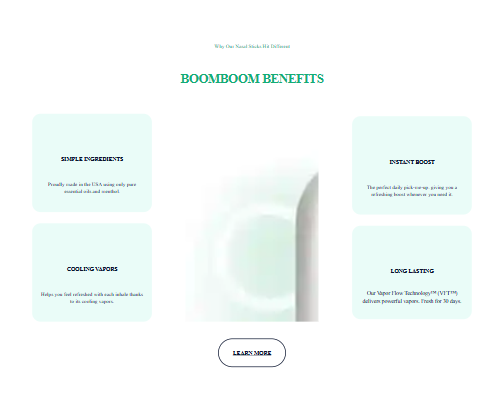 Why Our Nasal Sticks Hit Different
BOOMBOOM BENEFITS
SIMPLE INGREDIENTS
Proudly made in the USA using only pure
essential oils and menthol.
INSTANT BOOST
The perfect daily pick-me-up, giving you a
refreshing boost whenever you need it.
COOLING VAPORS
Helps you feel refreshed with each inhale thanks
to its cooling vapors.
LONG LASTING
Our Vapor Flow Technology™ (VFT™)
delivers powerful vapors. Fresh for 30 days.
LEARN MORE